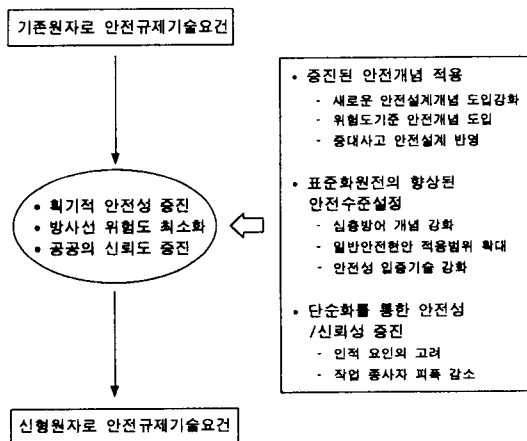 기존원자로 안전규제기술요건
• 획기적 안전성 증진
• 방사선 위험도 최소화
• 공공의 신뢰도 증진
신형원자로 안전규제기술요건
• 증진된 안전개념 적용
- 새로운 안전설계개념 도입강화
- 위험도기준 안전개념 도입
- 중대사고 안전설계 반영
• 표준화원전의 향상된
안전수준설정
- 심층방어 개념 강화
- 일반안전현안 적용범위 확대
- 안전성 입증기술 강화
• 단순화를 통한 안전성
/신뢰성 증진
- 인적 요인의 고려
- 작업 종사자 피폭 감소